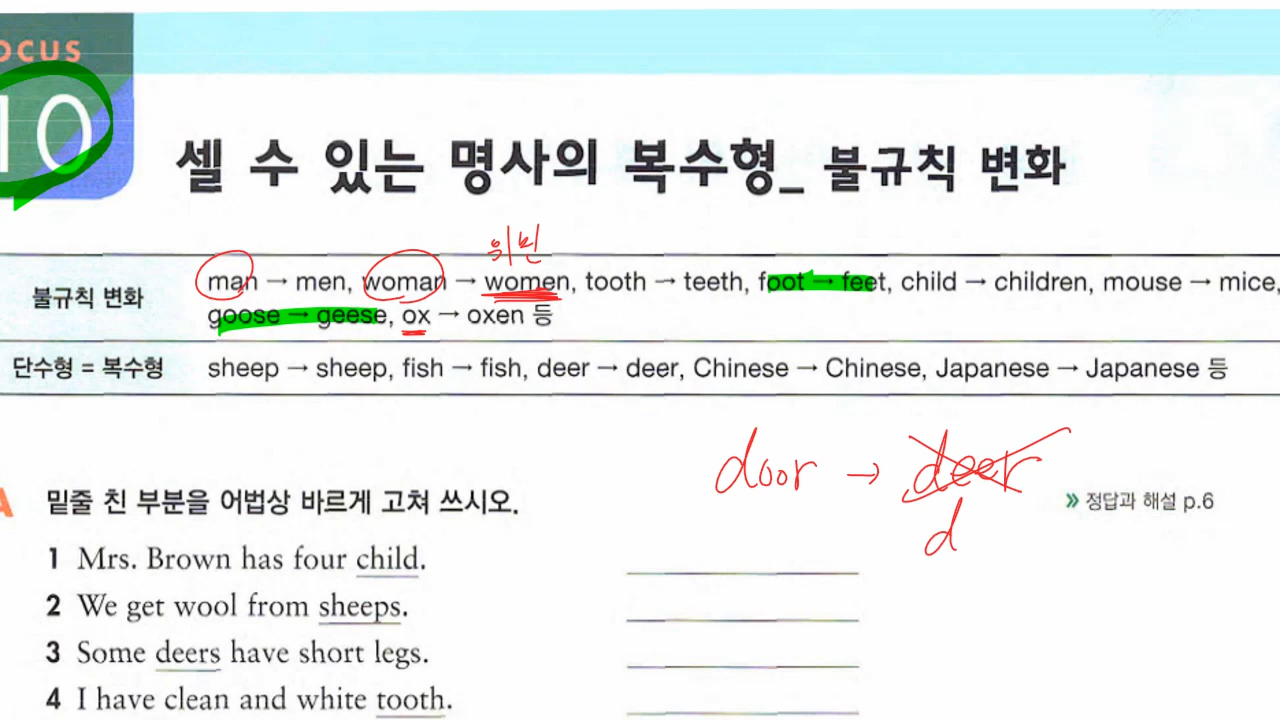 OCUS
10
셀 수 있는 명사의 복수형_ 불규칙 변화
위민
불규칙 변화
man → men, woman → women, tooth → teeth, foot → feet, child → children, mouse → mice,
goose → geese, ox → oxen 등
단수형 = 복수형
sheep → sheep, fish → fish, deer → deer, Chinese → Chinese, Japanese → Japanese 등
door → deer
d
A 밑줄 친 부분을 어법상 바르게 고쳐 쓰시오.
» 정답과 해설 p.6
1 Mrs. Brown has four child.
2 We get wool from sheeps.
3 Some deers have short legs.
4 I have clean and white tooth.